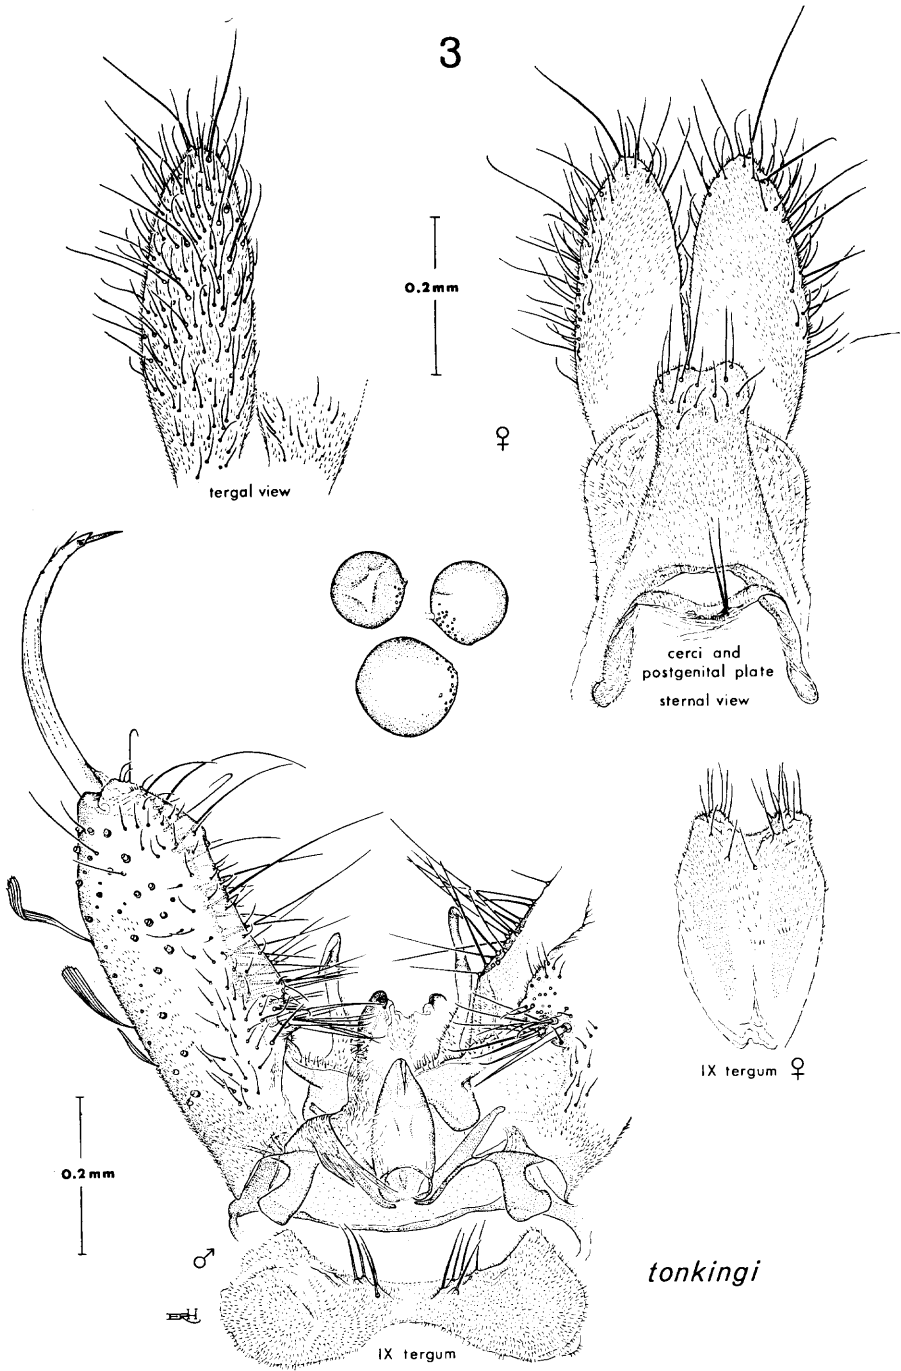 3
0.2mm
♀
tergal view
cerci and
postgenital plate
sternal view
IX tergum ♀
0.2mm
♂
tonkingi
IX tergum